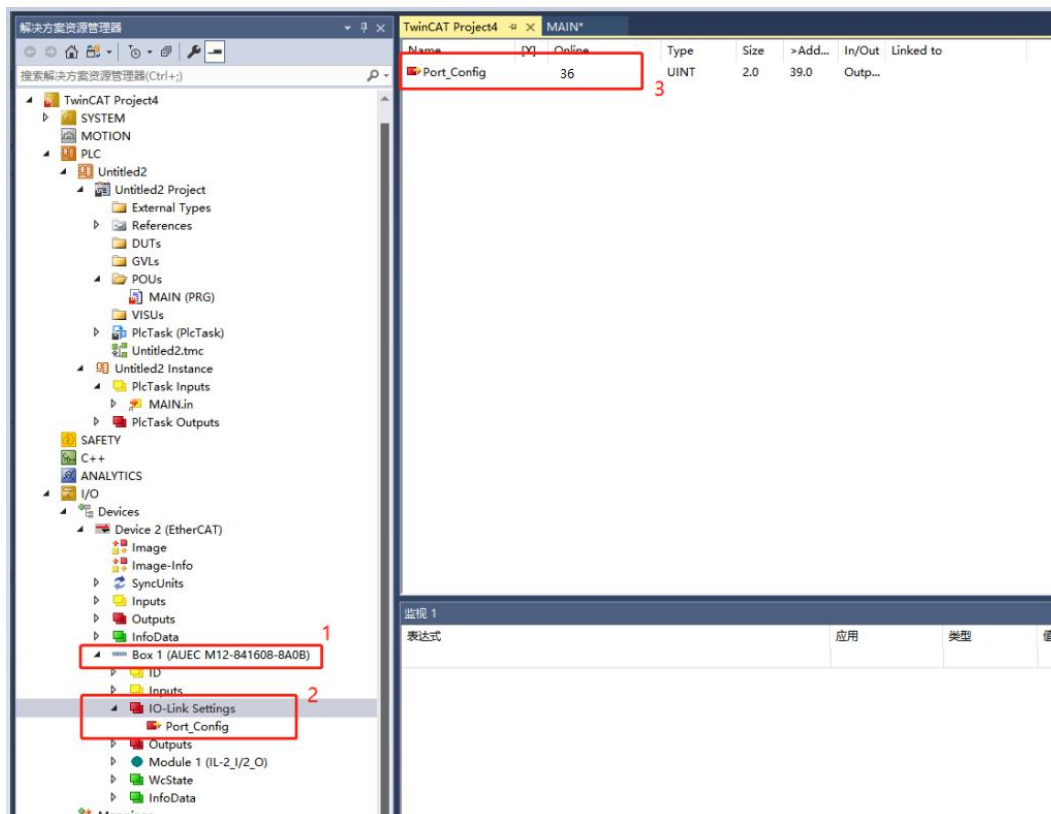 解决方案资源管理器
搜索解决方案资源管理器(Ctrl+;)
TwinCAT Project4
SYSTEM
MOTION
PLC
Untitled2
Untitled2 Project
External Types
References
DUTs
GVLs
POUs
MAIN (PRG)
VISUs
PlcTask (PlcTask)
Untitled2.tmc
Untitled2 Instance
PlcTask Inputs
MAIN.in
PlcTask Outputs
SAFETY
C++
ANALYTICS
I/O
Devices
Device 2 (EtherCAT)
Image
Image-Info
SyncUnits
Inputs
Outputs
InfoData
1
Box 1 (AUEC M12-841608-8A0B)
ID
Inputs
2
IO-Link Settings
Port_Config
Outputs
Module 1 (IL-2_I/2_O)
WcState
InfoData
Mappings
TwinCAT Project4 MAIN*
Name [X] Online Type Size >Add... In/Out Linked to
Port_Config 36 UINT 2.0 39.0 Outp...
3
监视 1
表达式 应用 类型 值